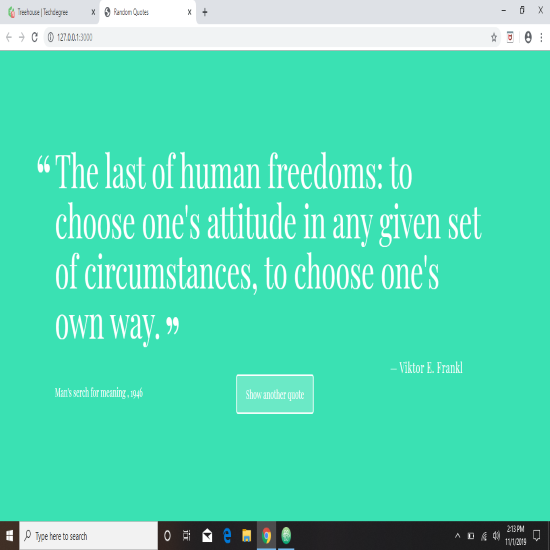 Treehouse | Techdegree
Random Quotes
127.0.0.1:3000
“ The last of human freedoms: to
choose one's attitude in any given set
of circumstances, to choose one's
own way. ”
– Viktor E. Frankl
Man's serch for meaning , 1946
Show another quote
Type here to search
2:13 PM
11/1/2019